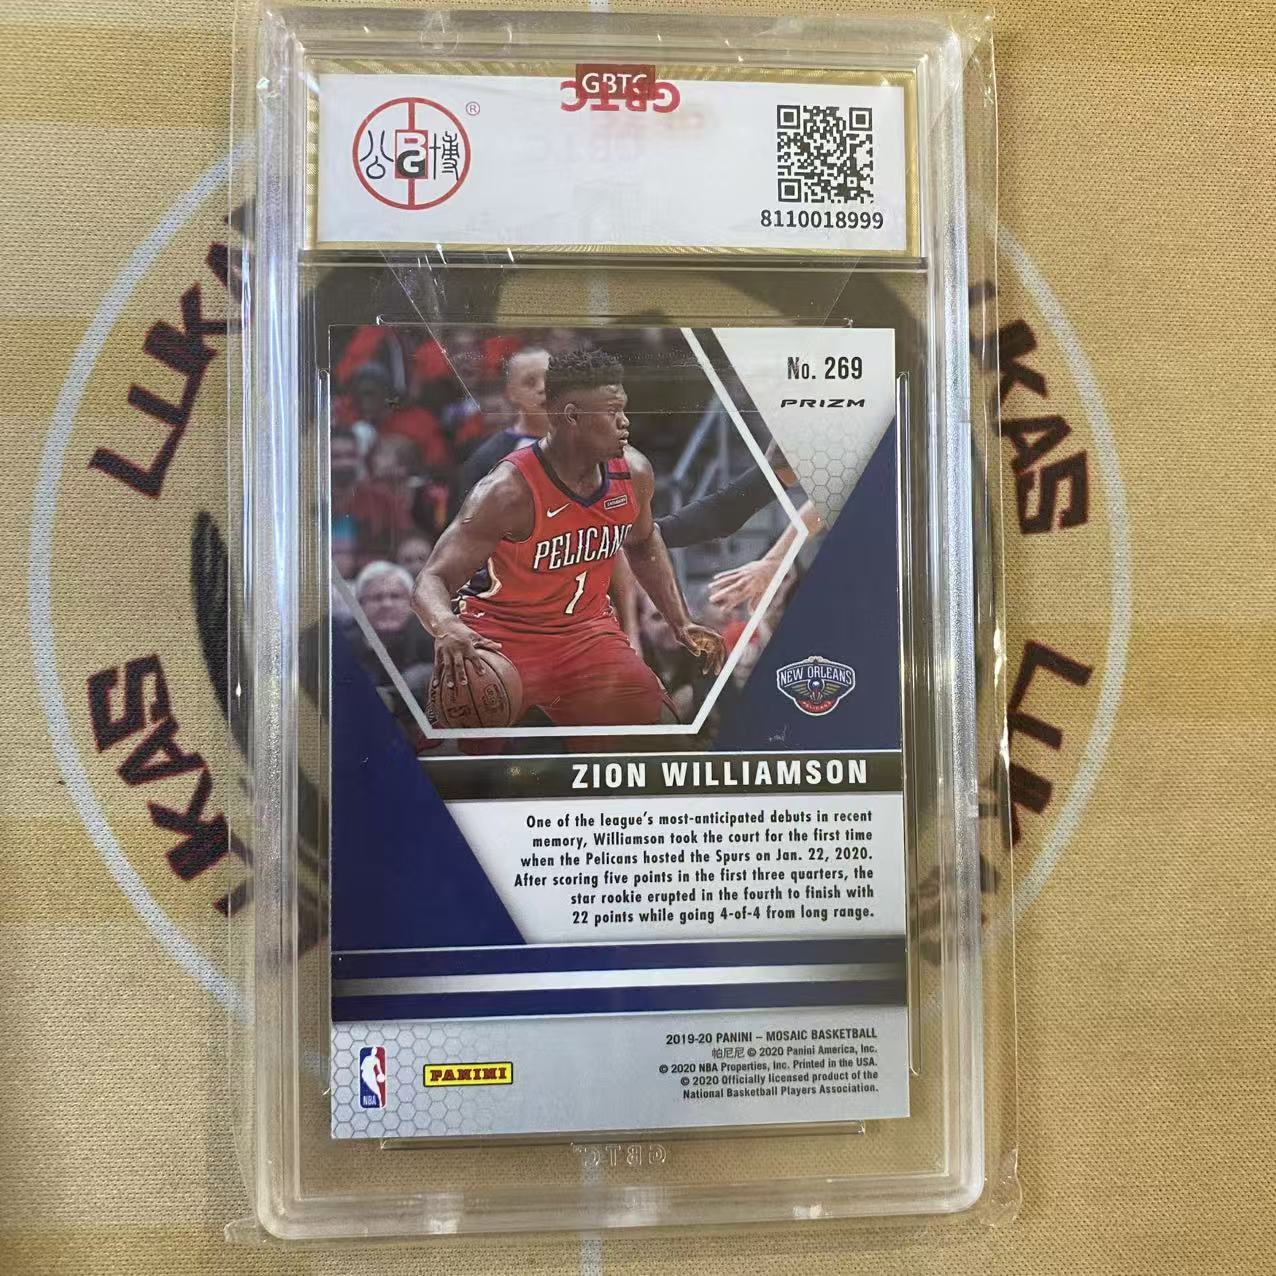 GBTC
GBTC
公 BG 博 ®
8110018999
No. 269
PRIZM
PELICANS
1
NEW ORLEANS
PELICANS
ZION WILLIAMSON
One of the league's most-anticipated debuts in recent
memory, Williamson took the court for the first time
when the Pelicans hosted the Spurs on Jan. 22, 2020.
After scoring five points in the first three quarters, the
star rookie erupted in the fourth to finish with
22 points while going 4-of-4 from long range.
2019-20 PANINI – MOSAIC BASKETBALL
帕尼尼 © 2020 Panini America, Inc.
© 2020 NBA Properties, Inc. Printed in the USA.
© 2020 Officially licensed product of the
National Basketball Players Association.
NBA
PANINI
GBTC